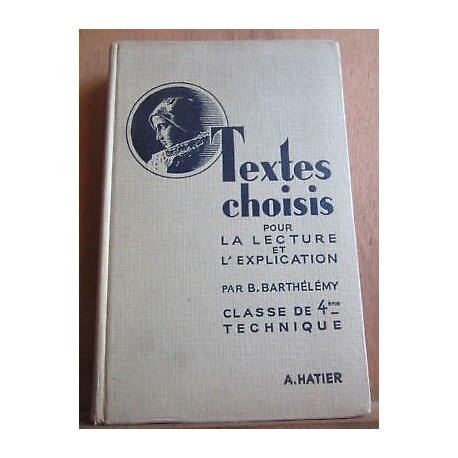 Textes
choisis
POUR
LA LECTURE
ET
L'EXPLICATION
PAR B. BARTHÉLÉMY
CLASSE DE 4ème
TECHNIQUE
A. HATIER